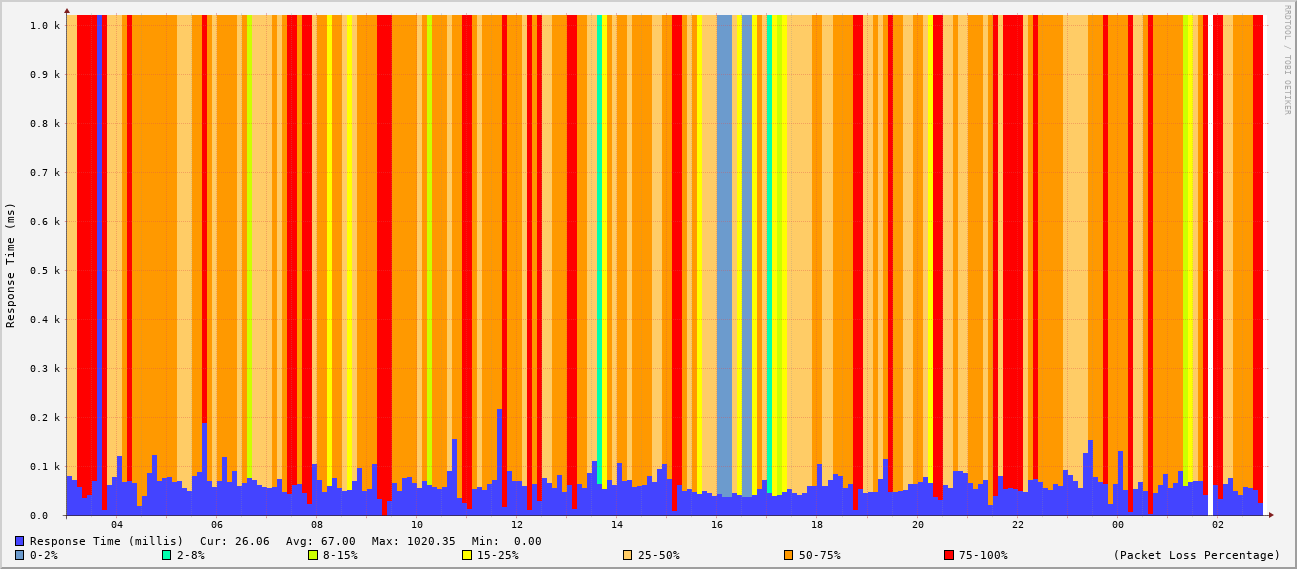 1.0 k
0.9 k
0.8 k
0.7 k
0.6 k
0.5 k
0.4 k
0.3 k
0.2 k
0.1 k
0.0
Response Time (ms)
RRDTOOL / TOBI OETIKER
04 06 08 10 12 14 16 18 20 22 00 02
Response Time (millis) Cur: 26.06 Avg: 67.00 Max: 1020.35 Min: 0.00
0-2% 2-8% 8-15% 15-25% 25-50% 50-75% 75-100% (Packet Loss Percentage)